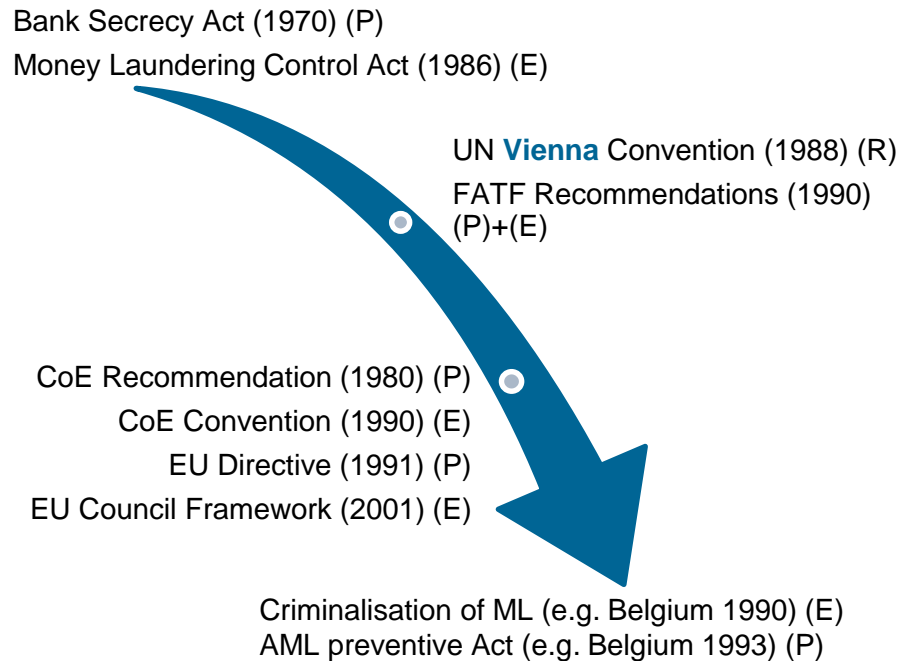 Bank Secrecy Act (1970) (P)
Money Laundering Control Act (1986) (E)
UN Vienna Convention (1988) (R)
FATF Recommendations (1990)
(P)+(E)
CoE Recommendation (1980) (P)
CoE Convention (1990) (E)
EU Directive (1991) (P)
EU Council Framework (2001) (E)
Criminalisation of ML (e.g. Belgium 1990) (E)
AML preventive Act (e.g. Belgium 1993) (P)